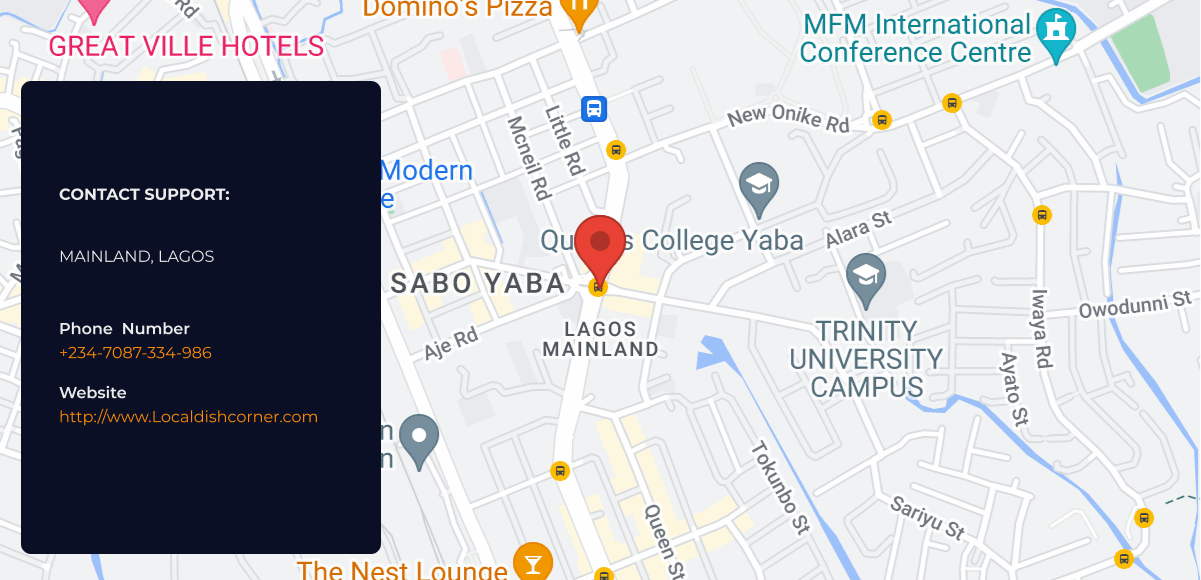 Domino's Pizza
Rd
MFM International
Conference Centre
GREAT VILLE HOTELS
New Onike Rd
Little Rd
Mcneil Rd
Modern
e
CONTACT SUPPORT:
MAINLAND, LAGOS
Phone Number
+234-7087-334-986
Website
http://www.Localdishcorner.com
Qu s College Yaba
Alara St
SABO YABA
LAGOS
MAINLAND
Aje Rd
TRINITY
UNIVERSITY
CAMPUS
Iwaya Rd
Owodunni St
Ayato St
n
n
Tokunbo St
Queen St
Sariyu St
The Nest Lounge